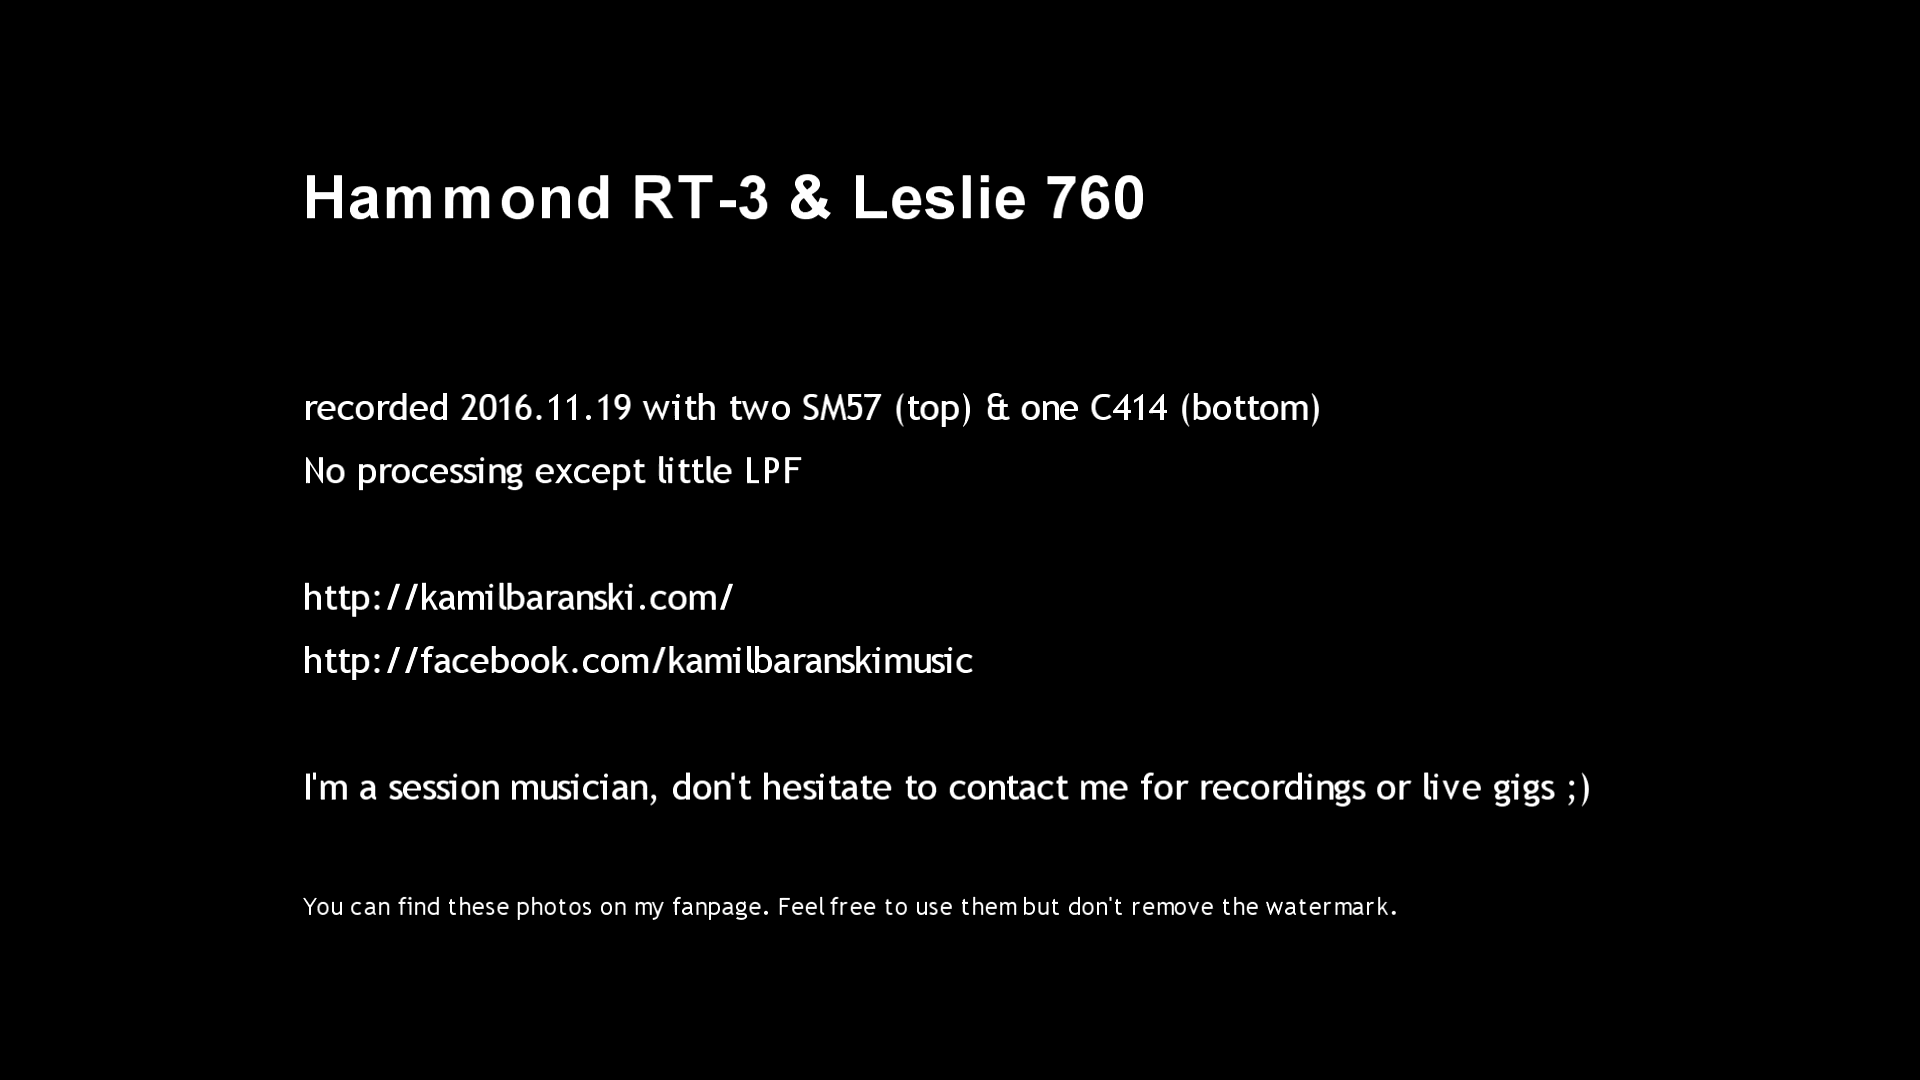 Hammond RT-3 & Leslie 760
recorded 2016.11.19 with two SM57 (top) & one C414 (bottom)
No processing except little LPF
http://kamilbaranski.com/
http://facebook.com/kamilbaranskimusic
I'm a session musician, don't hesitate to contact me for recordings or live gigs ;)
You can find these photos on my fanpage. Feel free to use them but don't remove the watermark.